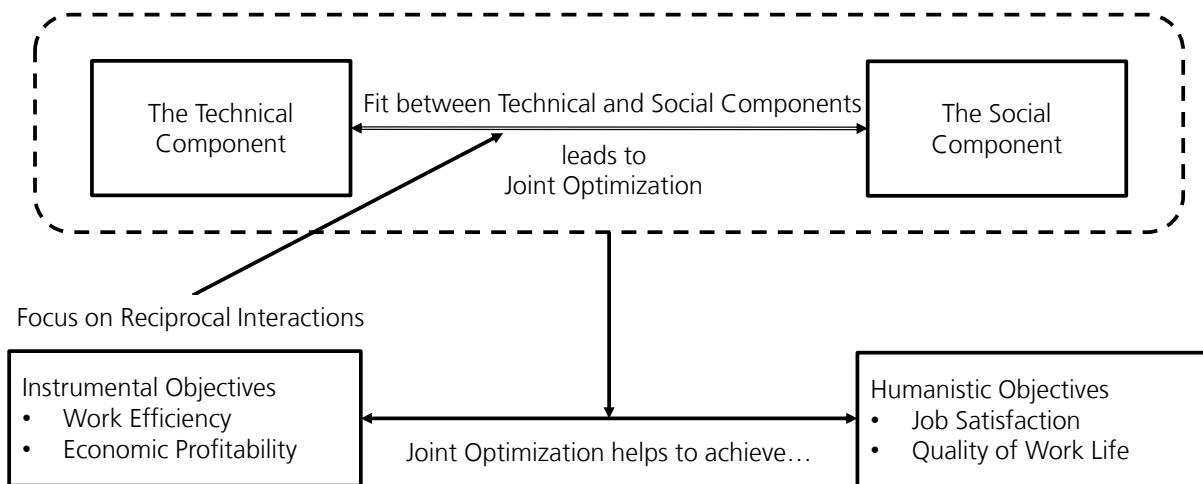 The Technical
Component
Fit between Technical and Social Components
leads to
Joint Optimization
The Social
Component
Focus on Reciprocal Interactions
Instrumental Objectives
• Work Efficiency
• Economic Profitability
Joint Optimization helps to achieve…
Humanistic Objectives
• Job Satisfaction
• Quality of Work Life